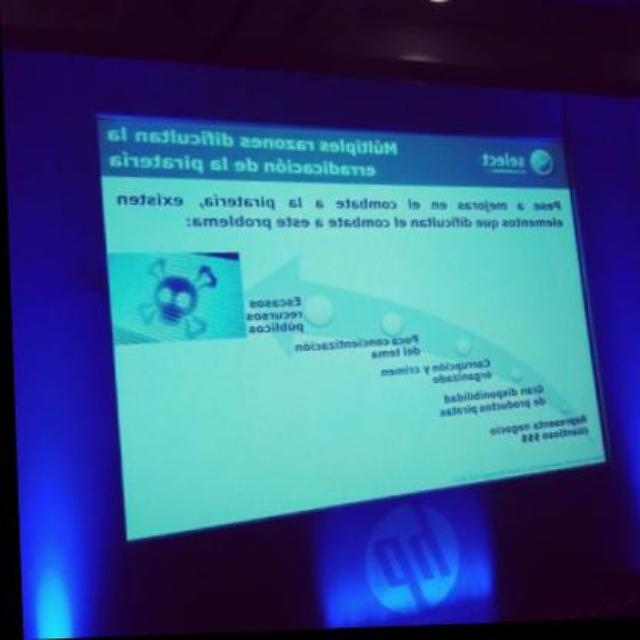 select
Múltiples razones dificultan la
erradicación de la piratería
Pese a mejoras en el combate a la piratería, existen
elementos que dificultan el combate a este problema:
Escasos
recursos
públicos
Poca concientización
del tema
Corrupción y crimen
organizado
Gran disponibilidad
de productos piratas
Representa negocio
$$$
hp